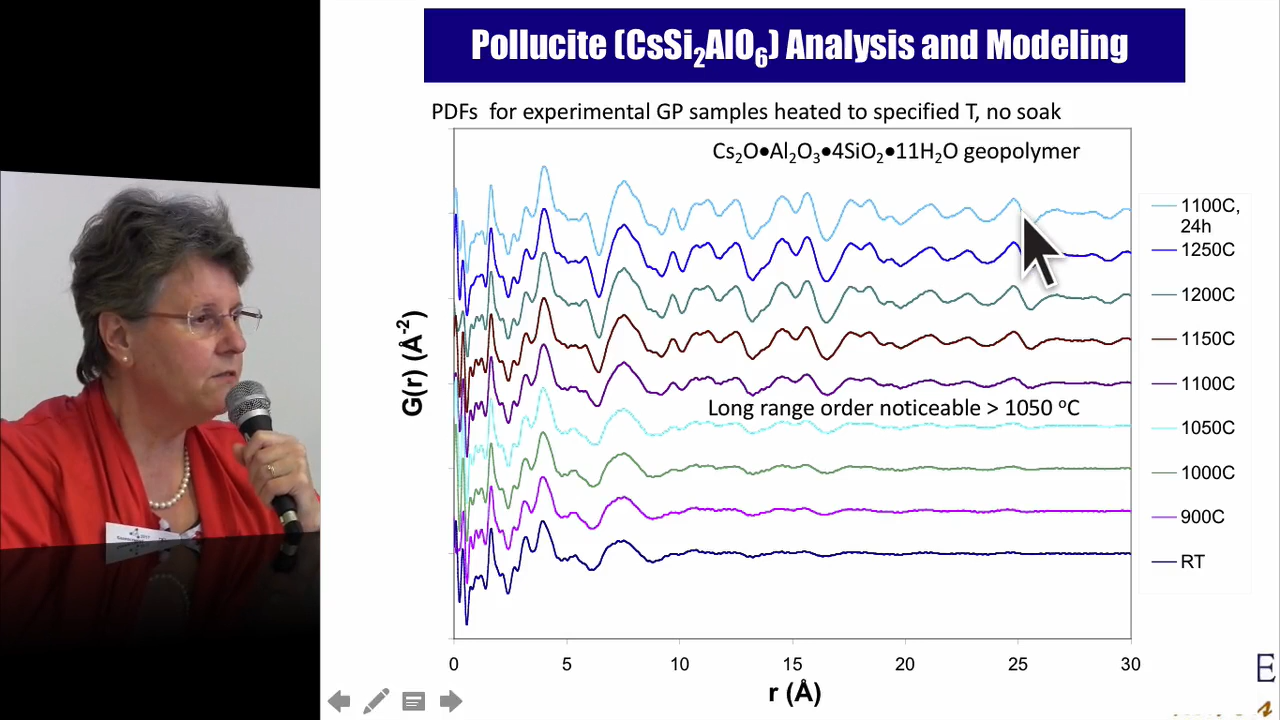 Pollucite (CsSi₂AlO₆) Analysis and Modeling
PDFs for experimental GP samples heated to specified T, no soak
Cs₂O●Al₂O₃●4SiO₂●11H₂O geopolymer
1100C,
24h
1250C
1200C
1150C
1100C
Long range order noticeable > 1050 ºC
1050C
1000C
900C
RT
G(r) (Å⁻²)
0 5 10 15 20 25 30
r (Å)
E